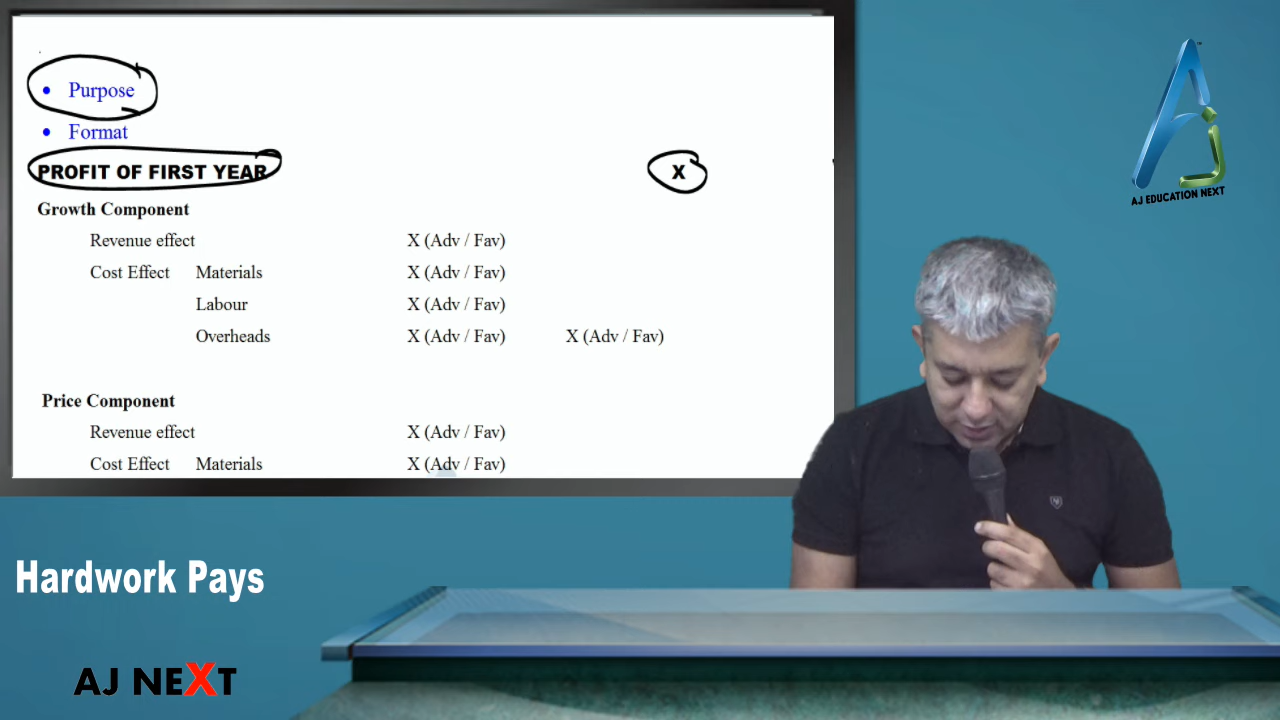 • Purpose
• Format
PROFIT OF FIRST YEAR X
Growth Component
Revenue effect X (Adv / Fav)
Cost Effect Materials X (Adv / Fav)
Labour X (Adv / Fav)
Overheads X (Adv / Fav) X (Adv / Fav)
Price Component
Revenue effect X (Adv / Fav)
Cost Effect Materials X (Adv / Fav)
AJ EDUCATION NEXT
Hardwork Pays
AJ NEXT